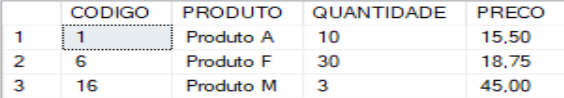 CODIGO PRODUTO QUANTIDADE PRECO
1 1 Produto A 10 15,50
2 6 Produto F 30 18,75
3 16 Produto M 3 45,00